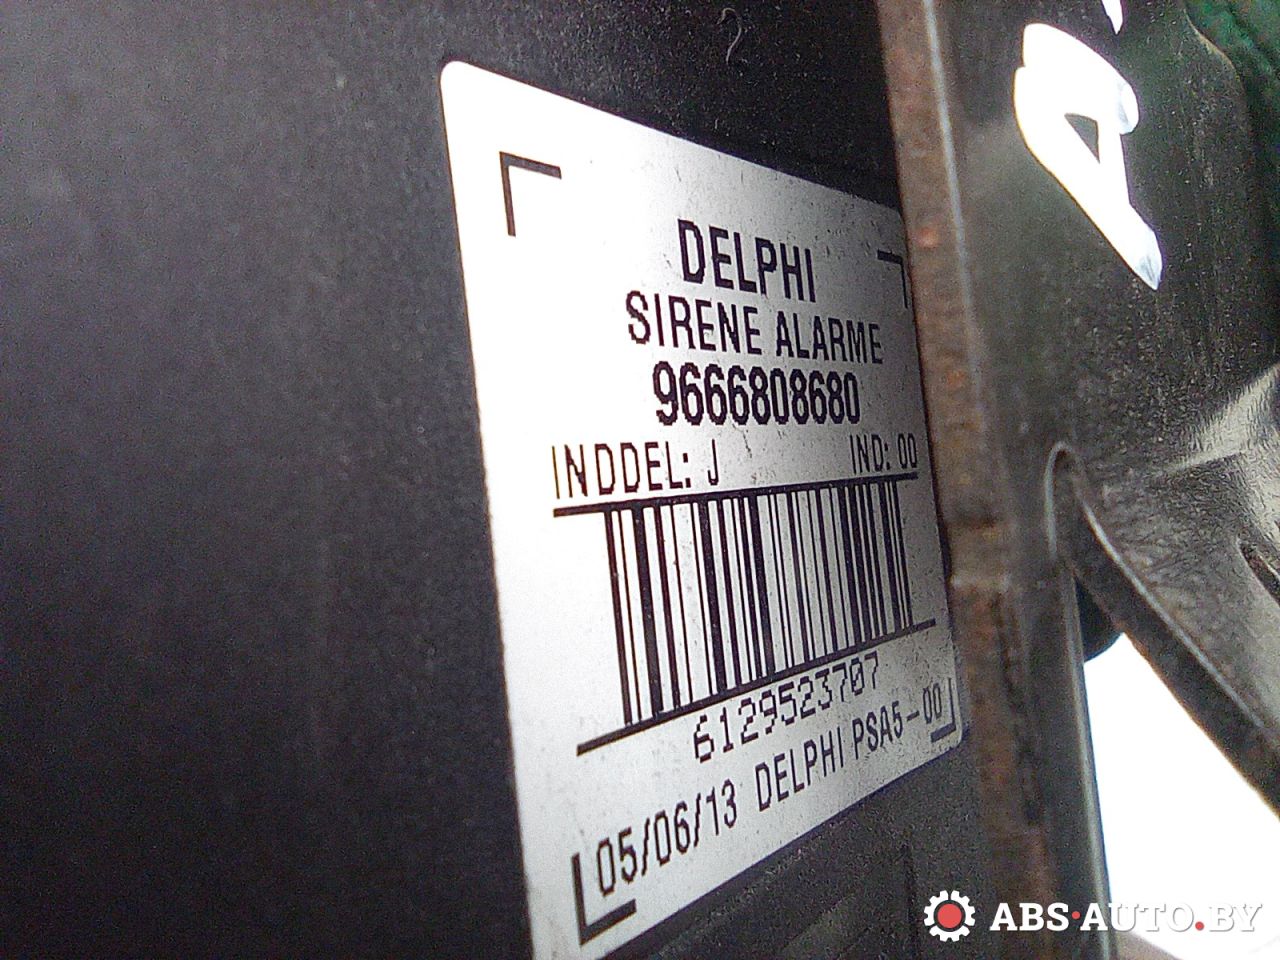 DELPHI
SIRENE ALARME
9666808680
INDDEL: J IND: 00
6129523707
05/06/13 DELPHI PSA5-00
ABS·AUTO.BY